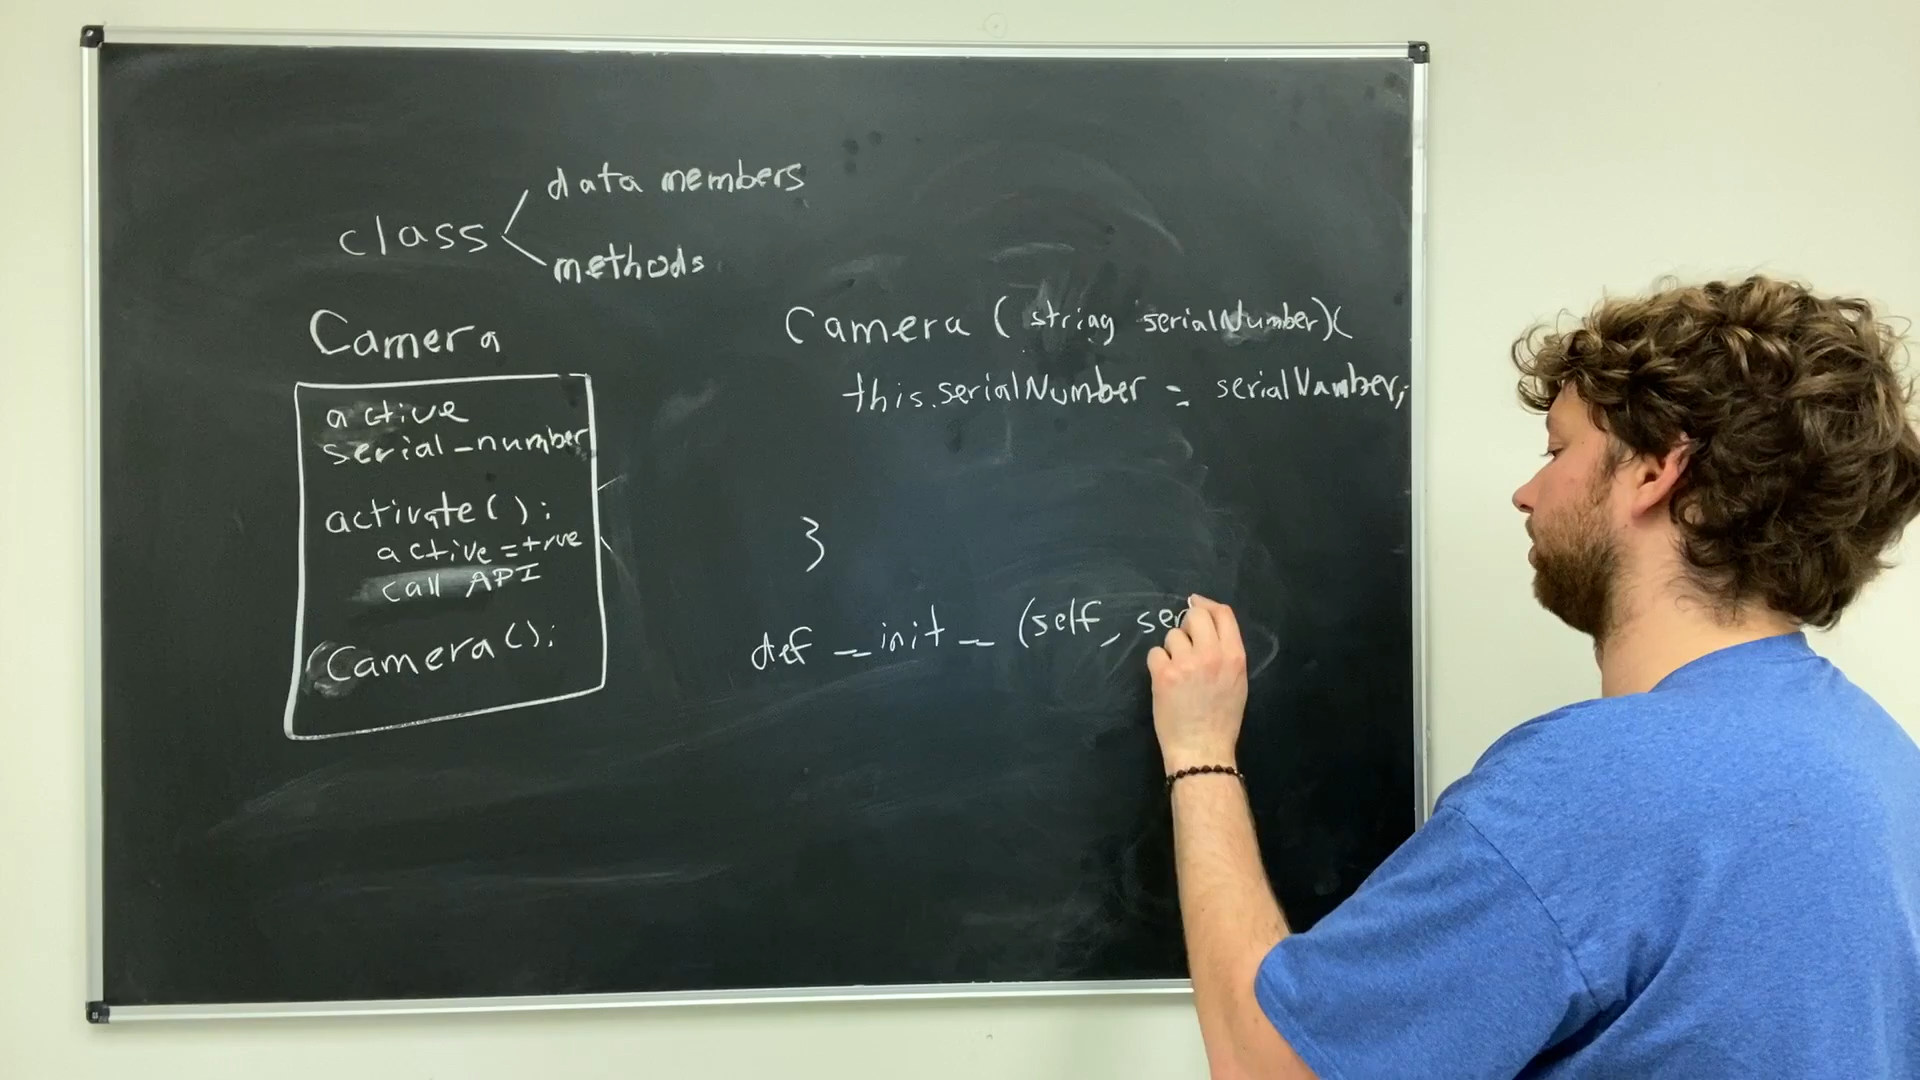 class
data members
methods
Camera
active
serial_number
activate():
active=true
call API
Camera():
Camera (string serialNumber){
this.serialNumber = serialNumber;
}
def __init__ (self, ser